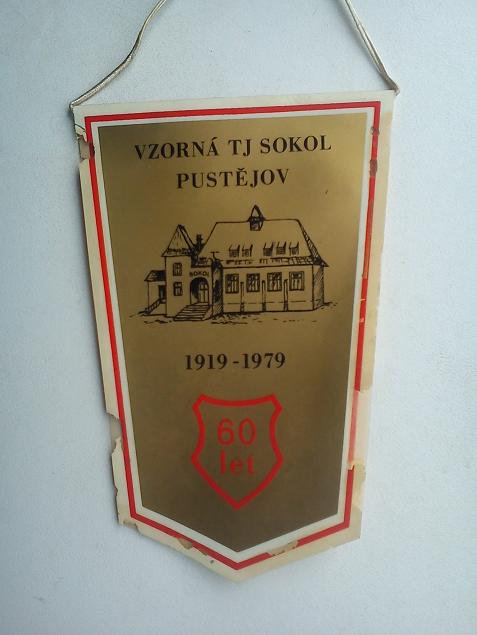 VZORNÁ TJ SOKOL
PUSTĚJOV
SOKOL
1919 - 1979
60
let